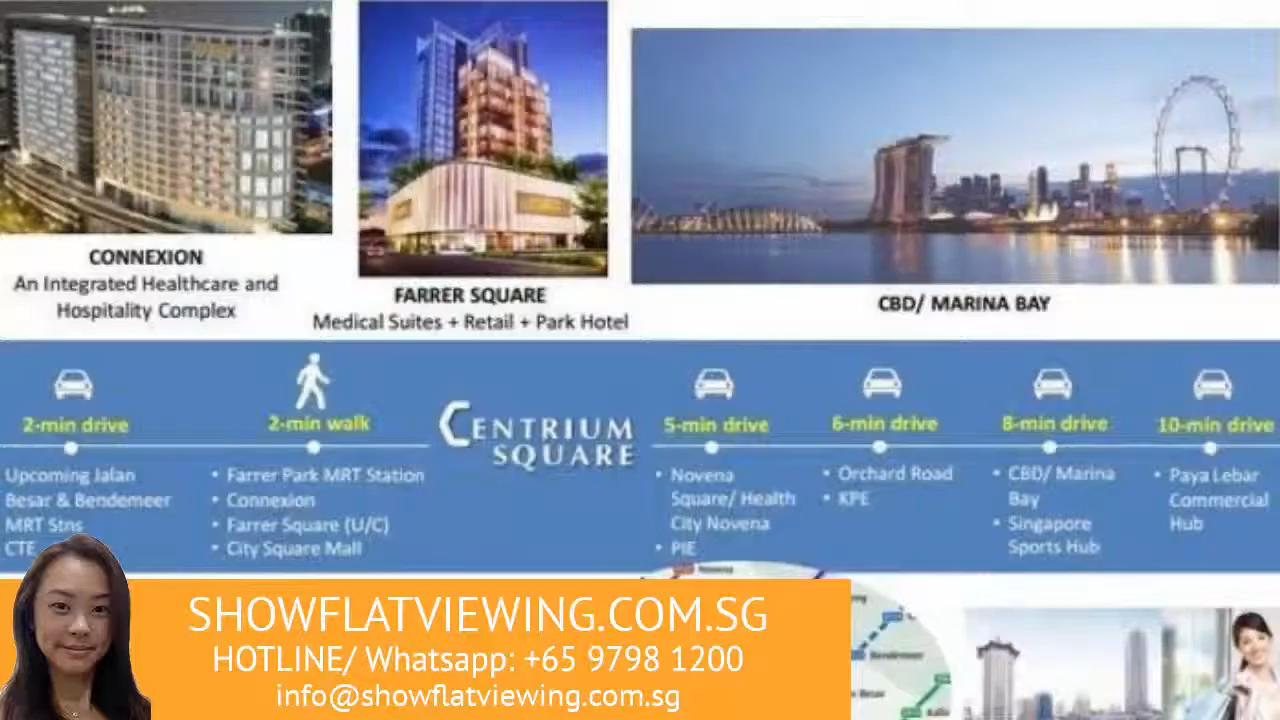 CONNEXION
An Integrated Healthcare and
Hospitality Complex
FARRER SQUARE
Medical Suites + Retail + Park Hotel
CBD/ MARINA BAY
2-min drive
Upcoming Jalan
Besar & Bendemeer
MRT Stns
CTE
2-min walk
• Farrer Park MRT Station
• Connexion
• Farrer Square (U/C)
• City Square Mall
CENTRIUM
SQUARE
5-min drive
• Novena
Square/ Health
City Novena
• PIE
6-min drive
• Orchard Road
• KPE
8-min drive
• CBD/ Marina
Bay
• Singapore
Sports Hub
10-min drive
• Paya Lebar
Commercial
Hub
Novena
Bendemeer
SHOWFLATVIEWING.COM.SG
HOTLINE/ Whatsapp: +65 9798 1200
info@showflatviewing.com.sg